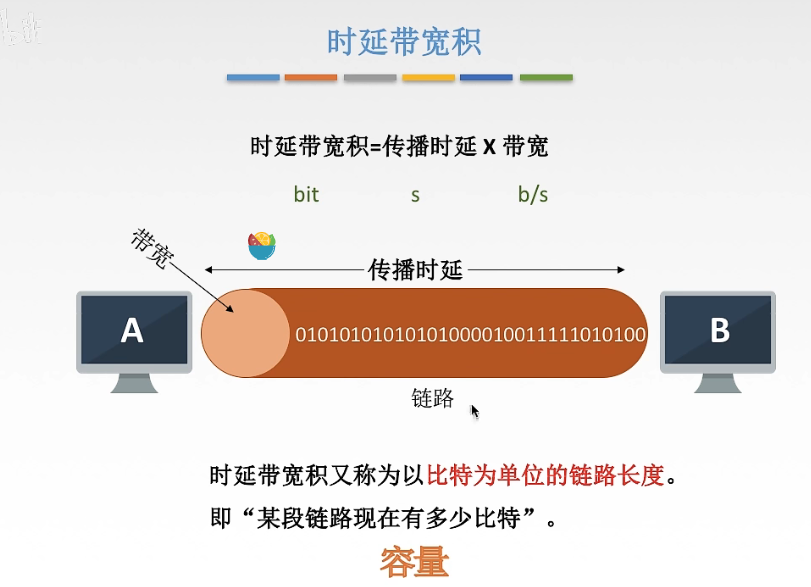 时延带宽积
时延带宽积=传播时延 X 带宽
bit s b/s
带宽
传播时延
A
01010101010101000010011111010100
B
链路
时延带宽积又称为以比特为单位的链路长度。
即“某段链路现在有多少比特”。
容量